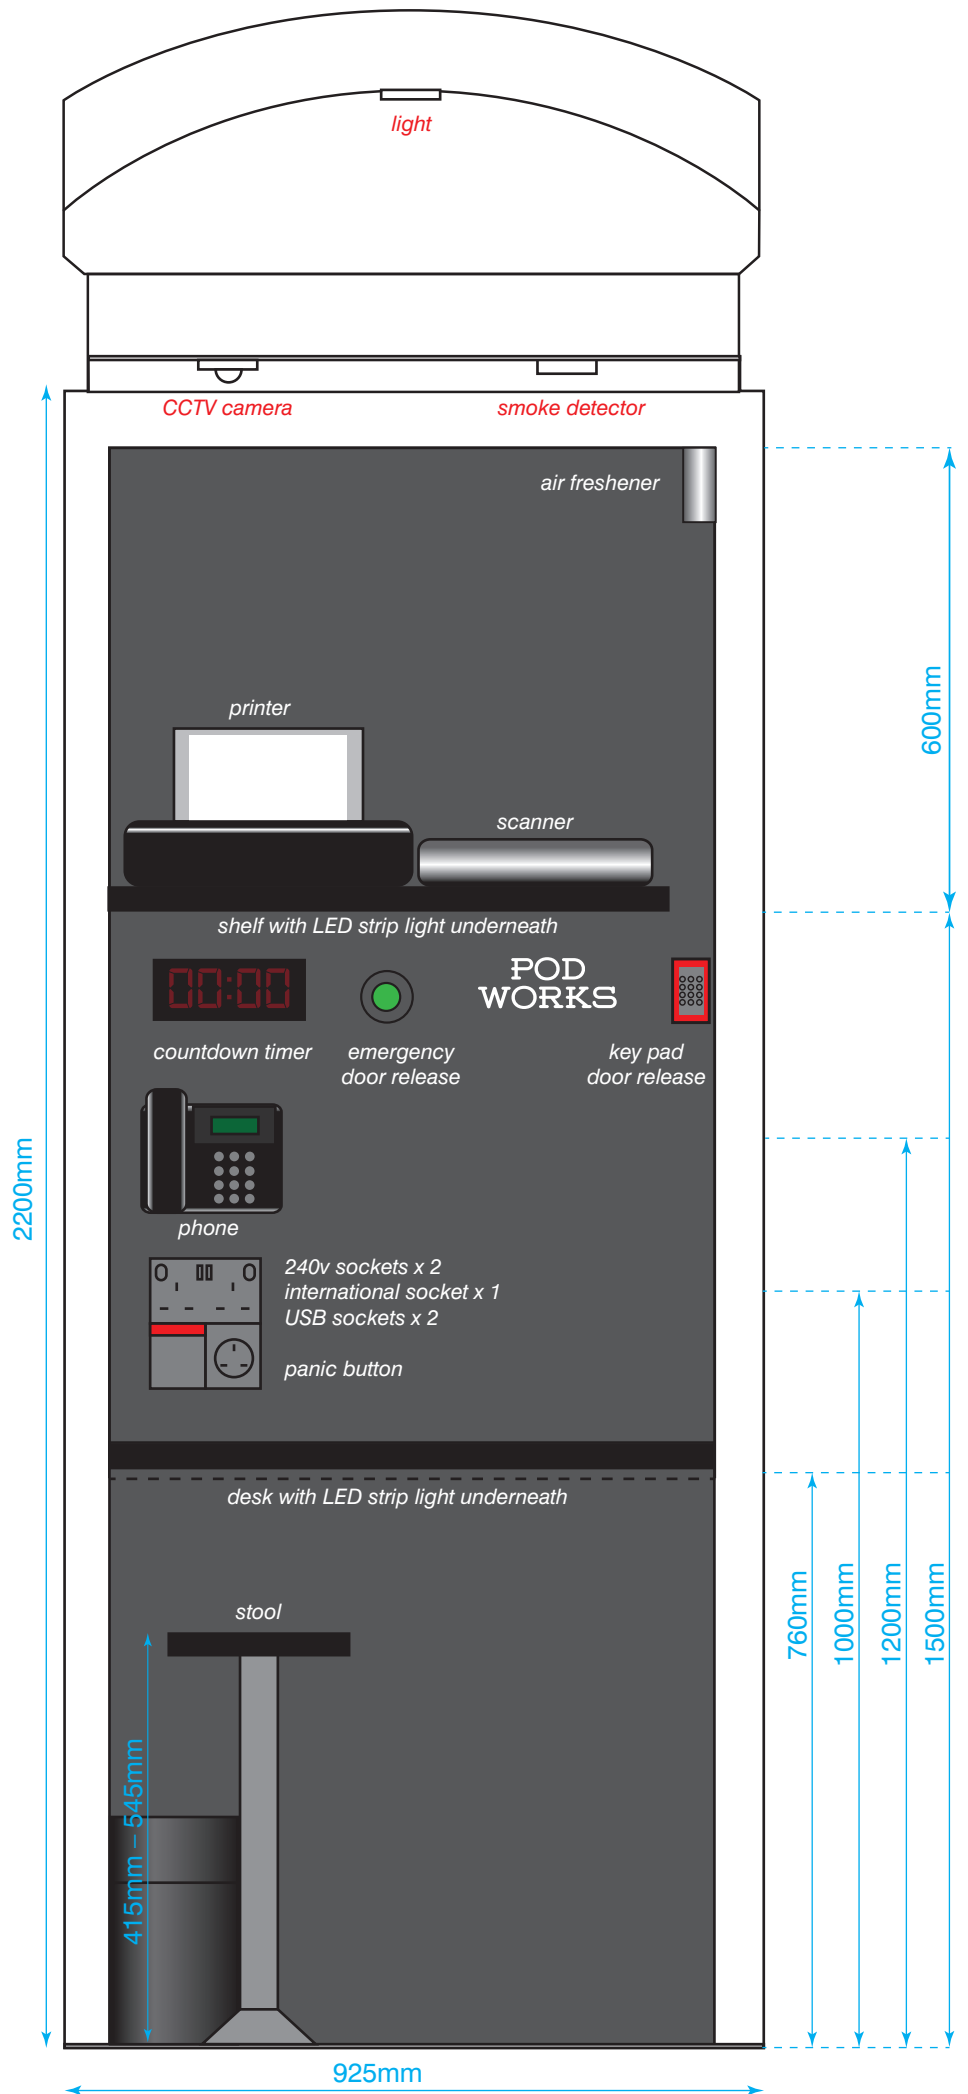 light
CCTV camera
smoke detector
air freshener
600mm
printer
scanner
shelf with LED strip light underneath
00:00
POD
WORKS
countdown timer
emergency
door release
key pad
door release
2200mm
phone
240v sockets x 2
international socket x 1
USB sockets x 2
panic button
desk with LED strip light underneath
760mm
1000mm
1200mm
1500mm
stool
415mm – 545mm
925mm